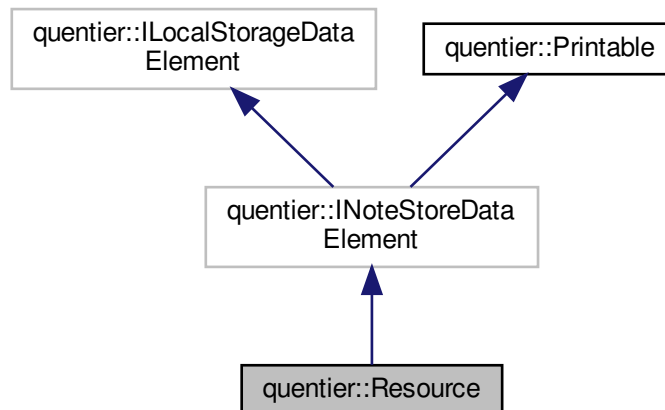 quentier::ILocalStorageData
Element
quentier::Printable
quentier::INoteStoreData
Element
quentier::Resource